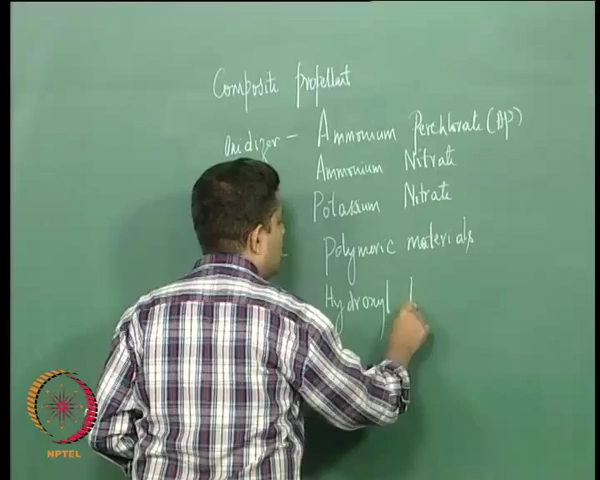 Composite propellant
Oxidizer - Ammonium Perchlorate (AP)
Ammonium Nitrate
Potassium Nitrate
Polymeric materials
Hydroxyl
NPTEL